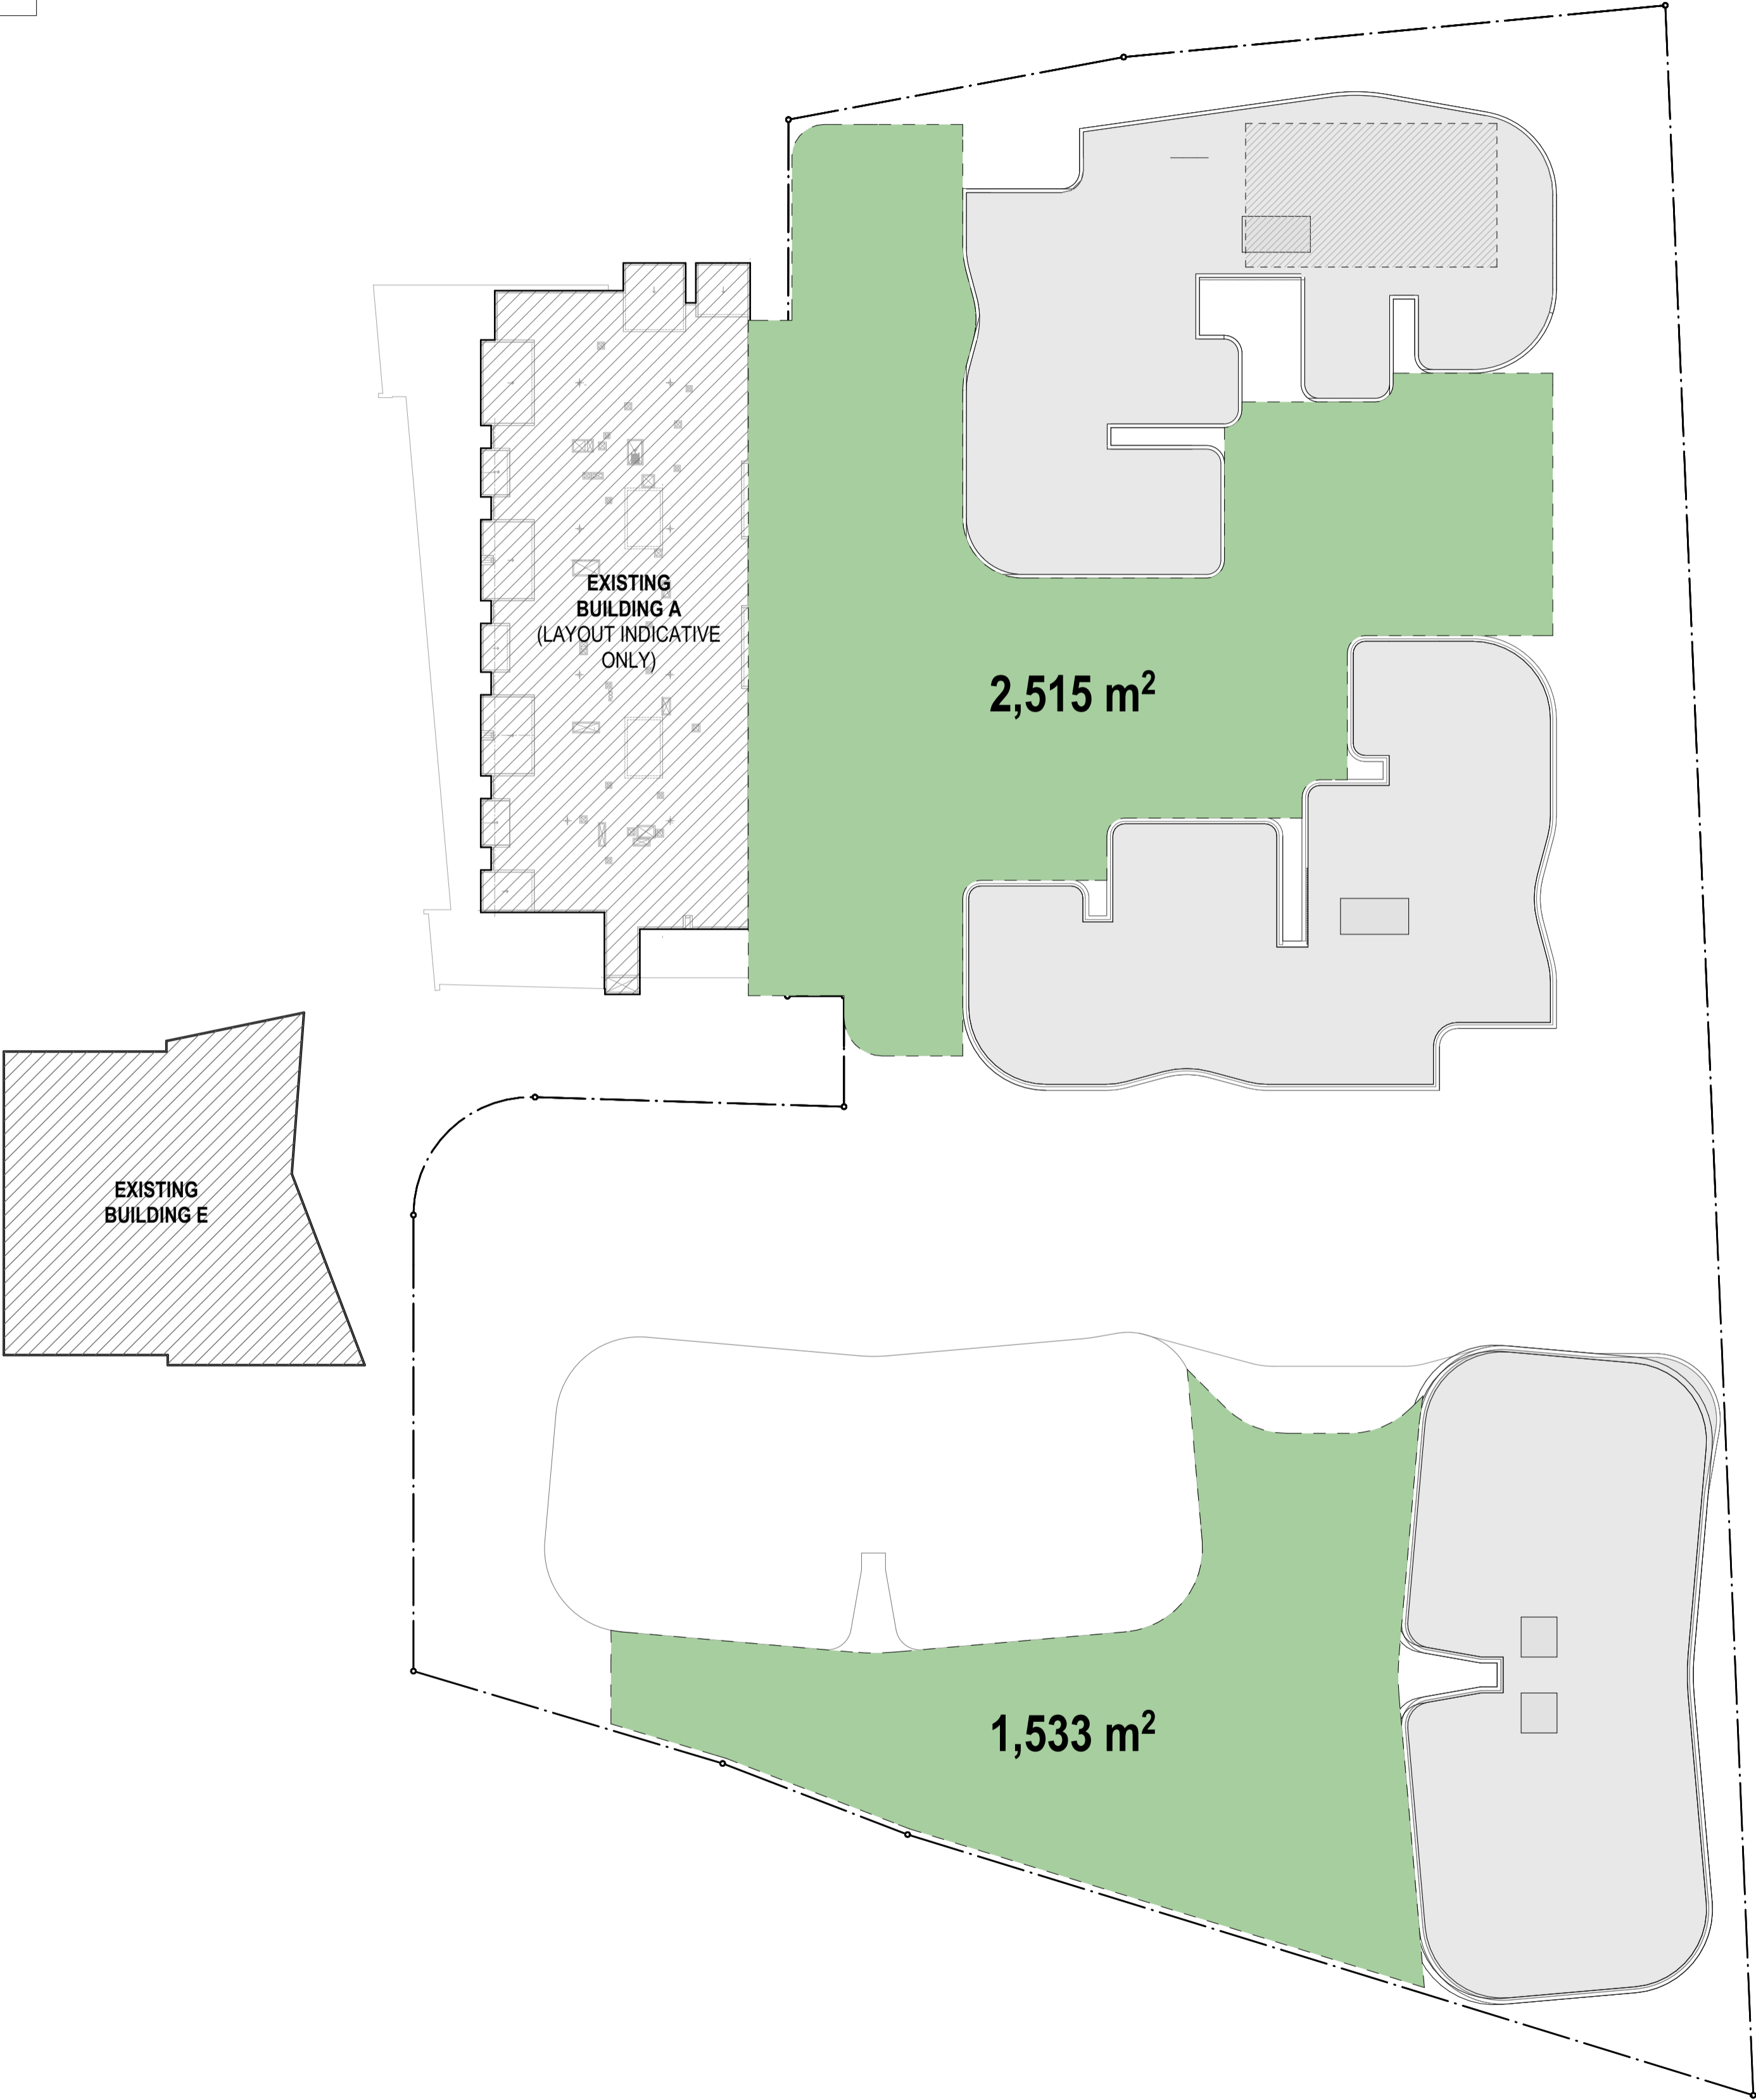 EXISTING
BUILDING A
(LAYOUT INDICATIVE
ONLY)
2,515 m²
EXISTING
BUILDING E
1,533 m²